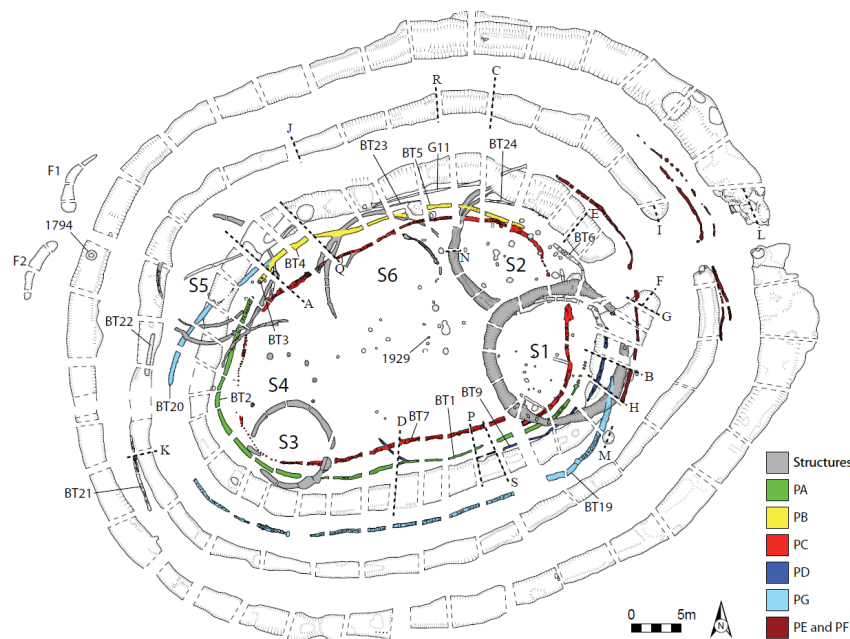 C
R
J
BT23
BT5
G11
BT24
F1
1794
F2
E
I
L
BT6
Q
BT4
N
S2
S6
S5
A
F
G
BT3
BT22
1929
S1
B
BT20
S4
BT2
D
BT7
BT1
P
BT9
H
S3
K
M
BT21
S
BT19
Structures
PA
PB
PC
PD
PG
PE and PF
0
5m
N